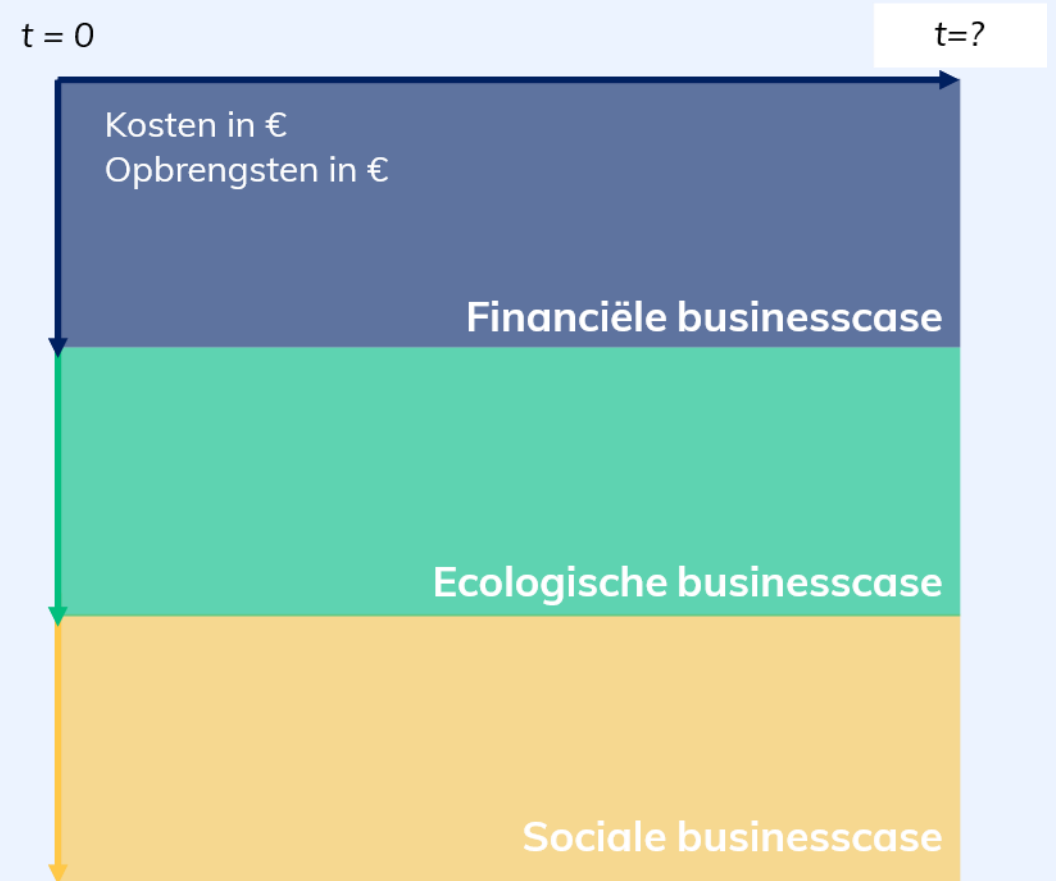 t = 0
t=?
Kosten in €
Opbrengsten in €
Financiële businesscase
Ecologische businesscase
Sociale businesscase